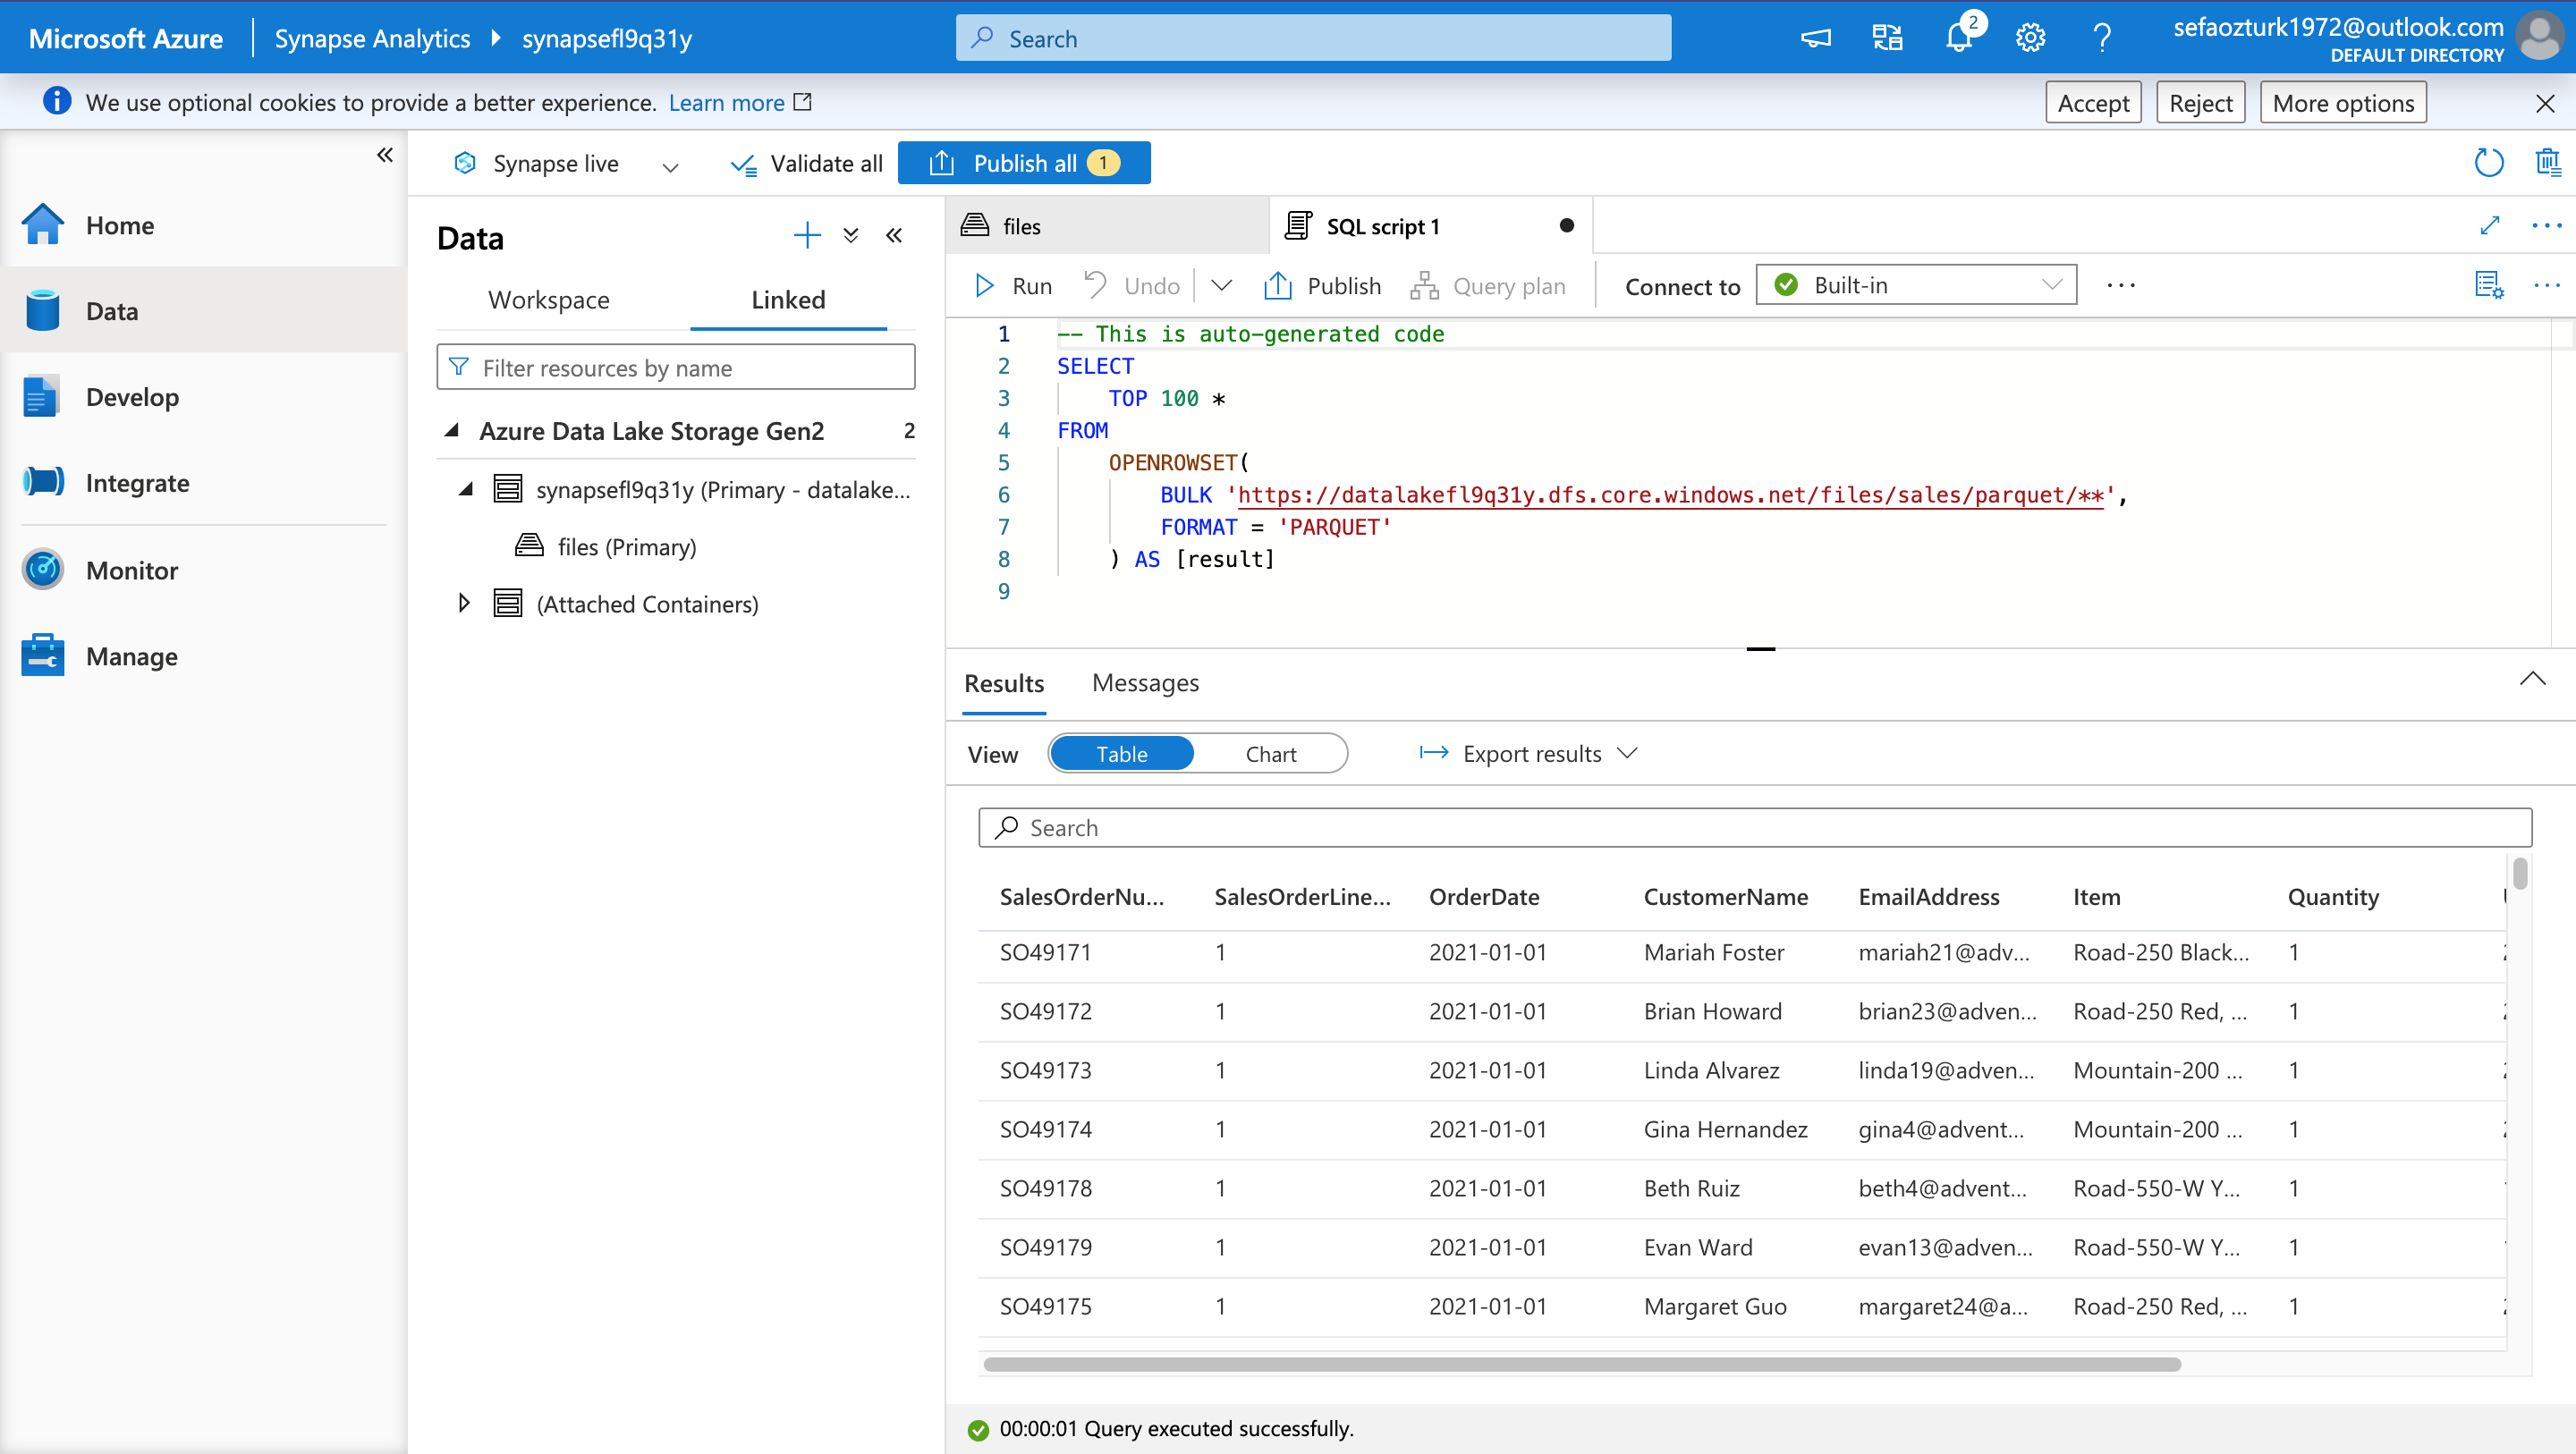 Microsoft Azure
Synapse Analytics
synapsefl9q31y
Search
2
sefaozturk1972@outlook.com
DEFAULT DIRECTORY
We use optional cookies to provide a better experience. Learn more
Accept
Reject
More options
Home
Data
Develop
Integrate
Monitor
Manage
Synapse live
Validate all
Publish all 1
Data
Workspace
Linked
Filter resources by name
Azure Data Lake Storage Gen2 2
synapsefl9q31y (Primary - datalake...
files (Primary)
(Attached Containers)
files
SQL script 1
Run
Undo
Publish
Query plan
Connect to
Built-in
1 -- This is auto-generated code
2 SELECT
3 TOP 100 *
4 FROM
5 OPENROWSET(
6 BULK 'https://datalakefl9q31y.dfs.core.windows.net/files/sales/parquet/**',
7 FORMAT = 'PARQUET'
8 ) AS [result]
9
Results
Messages
View
Table
Chart
Export results
Search
SalesOrderNu... SalesOrderLine... OrderDate CustomerName EmailAddress Item Quantity
SO49171 1 2021-01-01 Mariah Foster mariah21@adv... Road-250 Black... 1
SO49172 1 2021-01-01 Brian Howard brian23@adven... Road-250 Red, ... 1
SO49173 1 2021-01-01 Linda Alvarez linda19@adven... Mountain-200 ... 1
SO49174 1 2021-01-01 Gina Hernandez gina4@advent... Mountain-200 ... 1
SO49178 1 2021-01-01 Beth Ruiz beth4@advent... Road-550-W Y... 1
SO49179 1 2021-01-01 Evan Ward evan13@adven... Road-550-W Y... 1
SO49175 1 2021-01-01 Margaret Guo margaret24@a... Road-250 Red, ... 1
00:00:01 Query executed successfully.